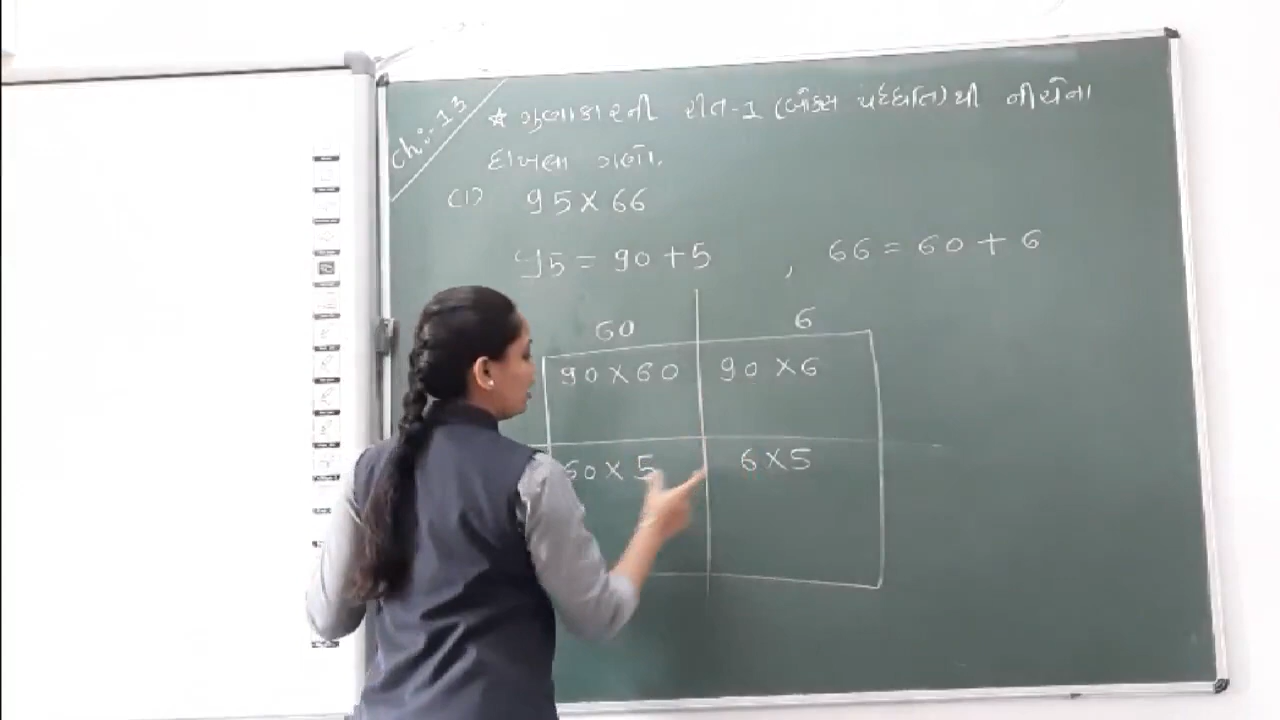 Ch:-13
☆ ગુણાકારની રીત-1 (બોક્સ પધ્ધતિ) થી નીચેના
દાખલા ગણો.
(1) 95 X 66
95 = 90 + 5 , 66 = 60 + 6
60 6
90 X 60 90 X 6
60 X 5 6 X 5